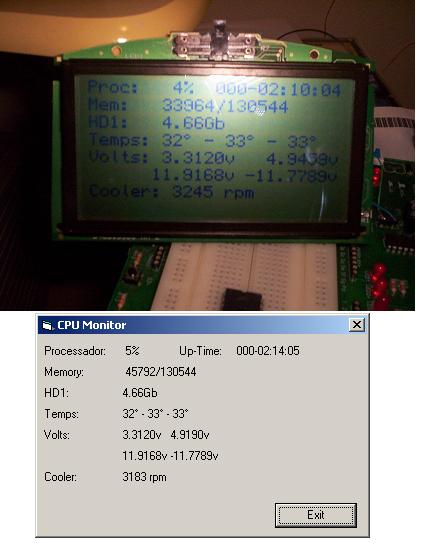 Proc: 4% 000-02:10:04
Mem: 33964/130544
HD1: 4.66Gb
Temps: 32° - 33° - 33°
Volts: 3.3120v
11.9168v -11.7789v
Cooler: 3245 rpm
CPU Monitor
Processador: 5% Up-Time: 000-02:14:05
Memory: 45792/130544
HD1: 4.66Gb
Temps: 32° - 33° - 33°
Volts: 3.3120v 4.9190v
11.9168v -11.7789v
Cooler: 3183 rpm
Exit